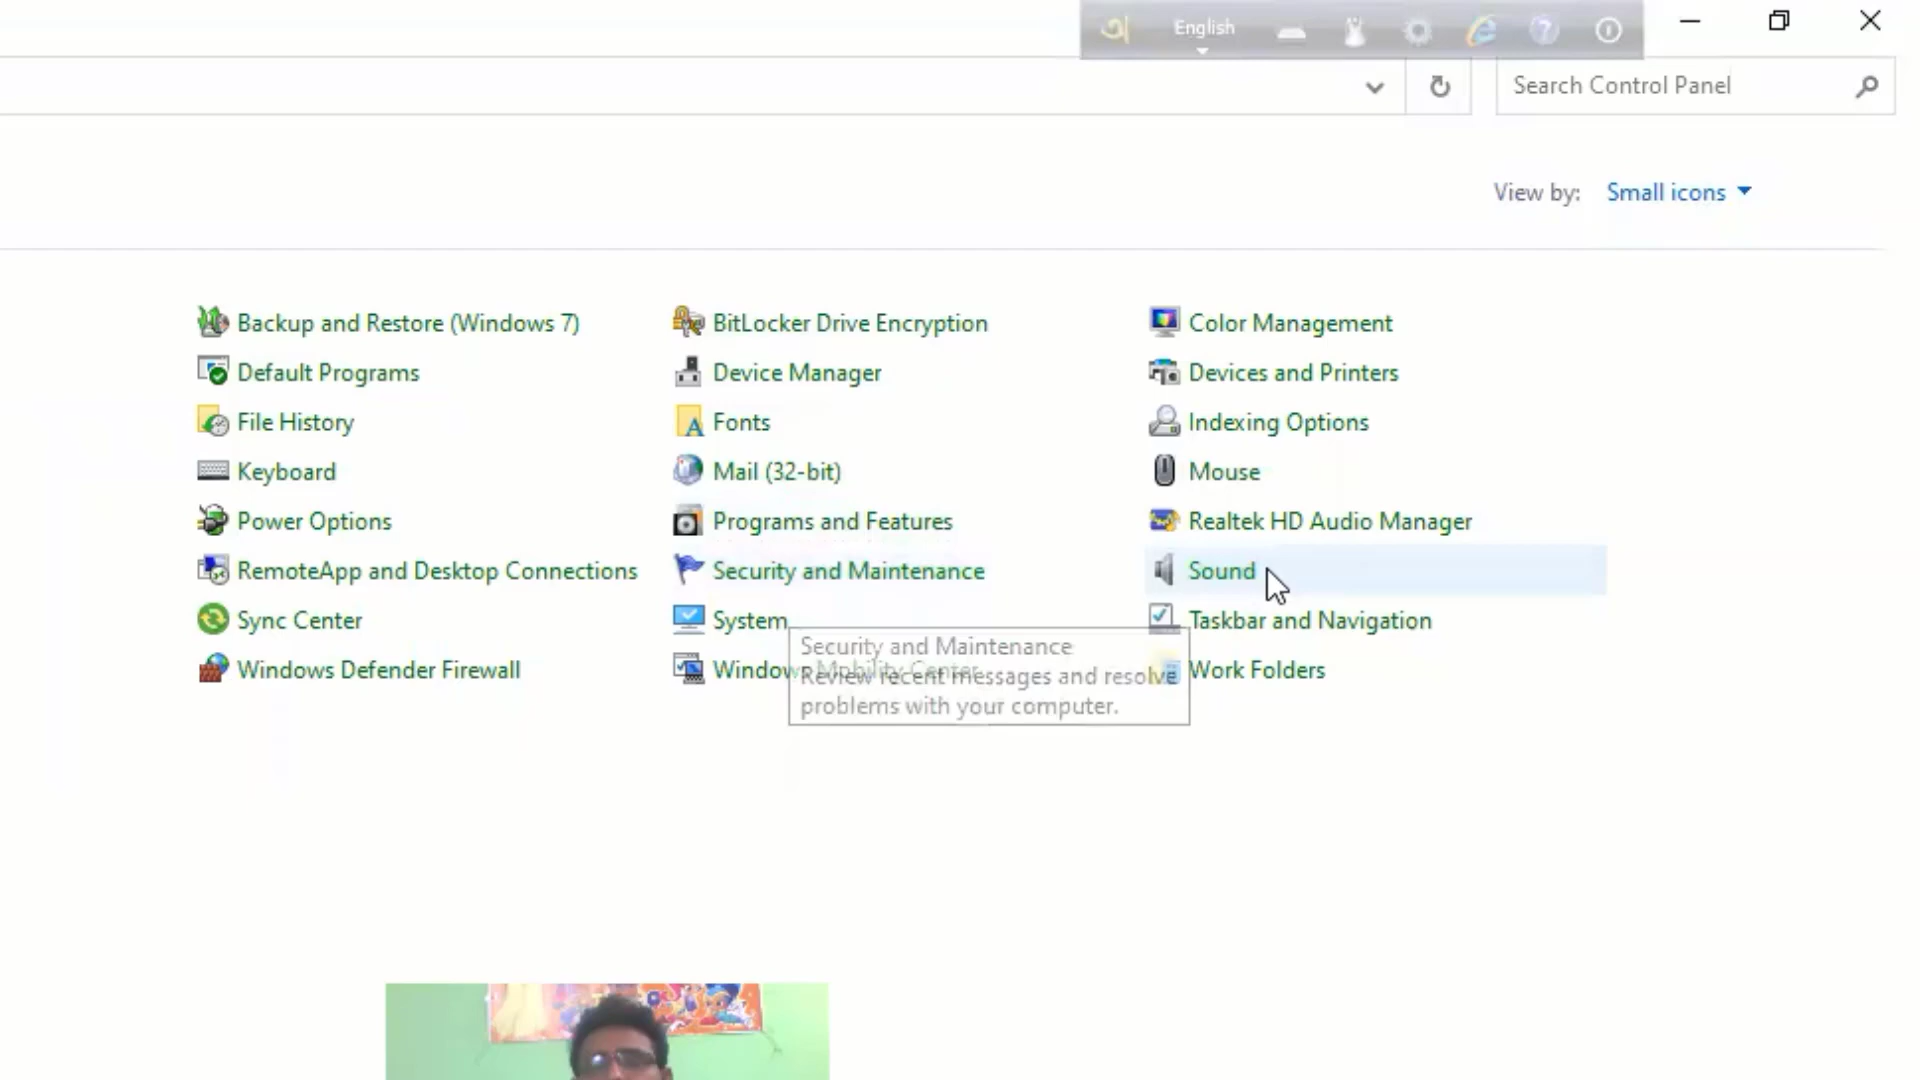 অ English
Search Control Panel
View by: Small icons
Backup and Restore (Windows 7) BitLocker Drive Encryption Color Management
Default Programs Device Manager Devices and Printers
File History Fonts Indexing Options
Keyboard Mail (32-bit) Mouse
Power Options Programs and Features Realtek HD Audio Manager
RemoteApp and Desktop Connections Security and Maintenance Sound
Sync Center System Taskbar and Navigation
Windows Defender Firewall Windows Mobility Center Work Folders
Security and Maintenance
Review recent messages and resolve
problems with your computer.